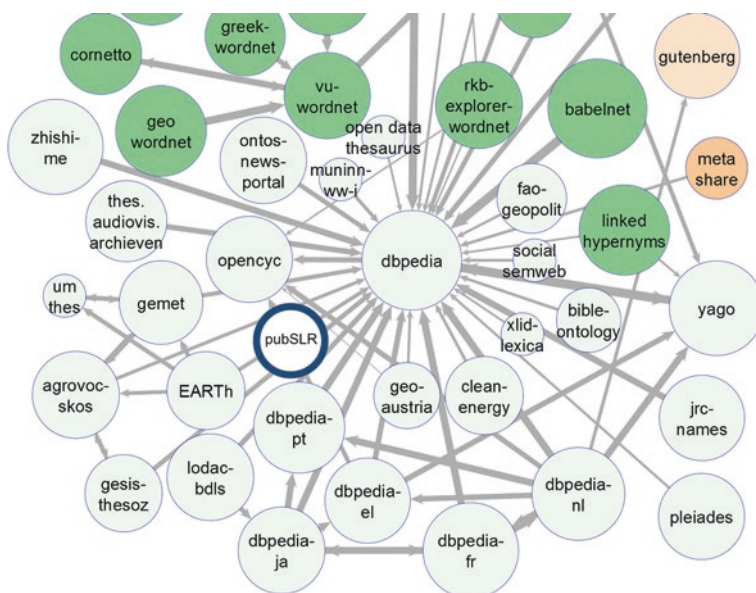 greek-
wordnet
cornetto
gutenberg
vu-
wordnet
rkb-
explorer-
wordnet
babelnet
geo
wordnet
zhishi-
me
ontos-
news-
portal
open data
thesaurus
muninn-
ww-i
meta
share
fao-
geopolit
thes.
audiovis.
archieven
linked
hypernyms
opencyc
dbpedia
social
semweb
um
thes
gemet
yago
bible-
ontology
xlid-
lexica
pubSLR
agrovoc-
skos
EARTh
geo-
austria
clean-
energy
jrc-
names
dbpedia-
pt
gesis-
thesoz
lodac-
bdls
dbpedia-
el
dbpedia-
nl
pleiades
dbpedia-
ja
dbpedia-
fr